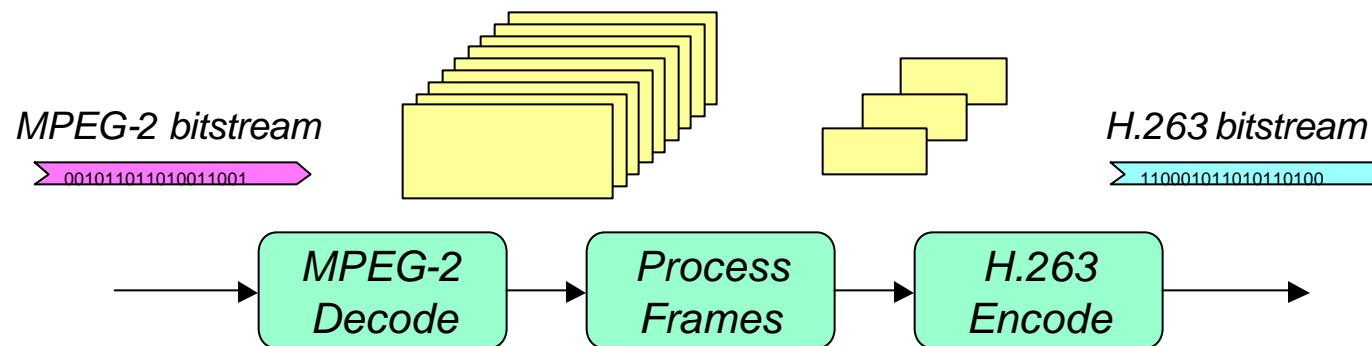 MPEG-2 bitstream
001011011010011001
H.263 bitstream
110001011010110100
MPEG-2
Decode
Process
Frames
H.263
Encode